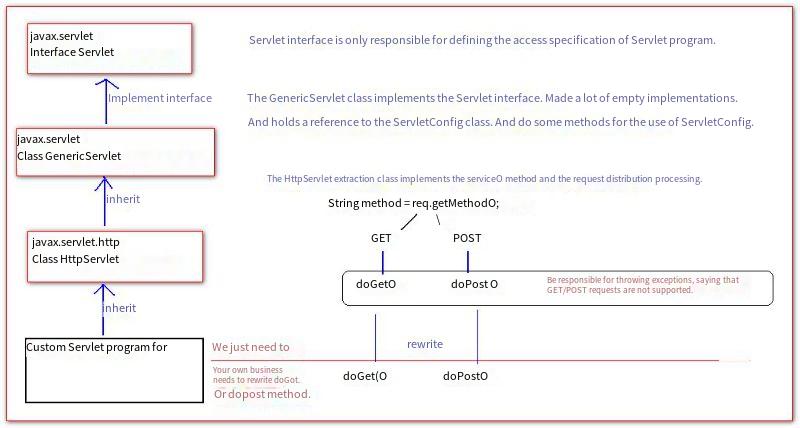 javax.servlet
Interface Servlet
Servlet interface is only responsible for defining the access specification of Servlet program.
Implement interface
The GenericServlet class implements the Servlet interface. Made a lot of empty implementations.
And holds a reference to the ServletConfig class. And do some methods for the use of ServletConfig.
javax.servlet
Class GenericServlet
The HttpServlet extraction class implements the serviceO method and the request distribution processing.
inherit
String method = req.getMethodO;
javax.servlet.http
Class HttpServlet
GET
POST
doGetO
doPost O
Be responsible for throwing exceptions, saying that
GET/POST requests are not supported.
inherit
Custom Servlet program for
We just need to
rewrite
Your own business
needs to rewrite doGot.
Or dopost method.
doGet(O
doPostO